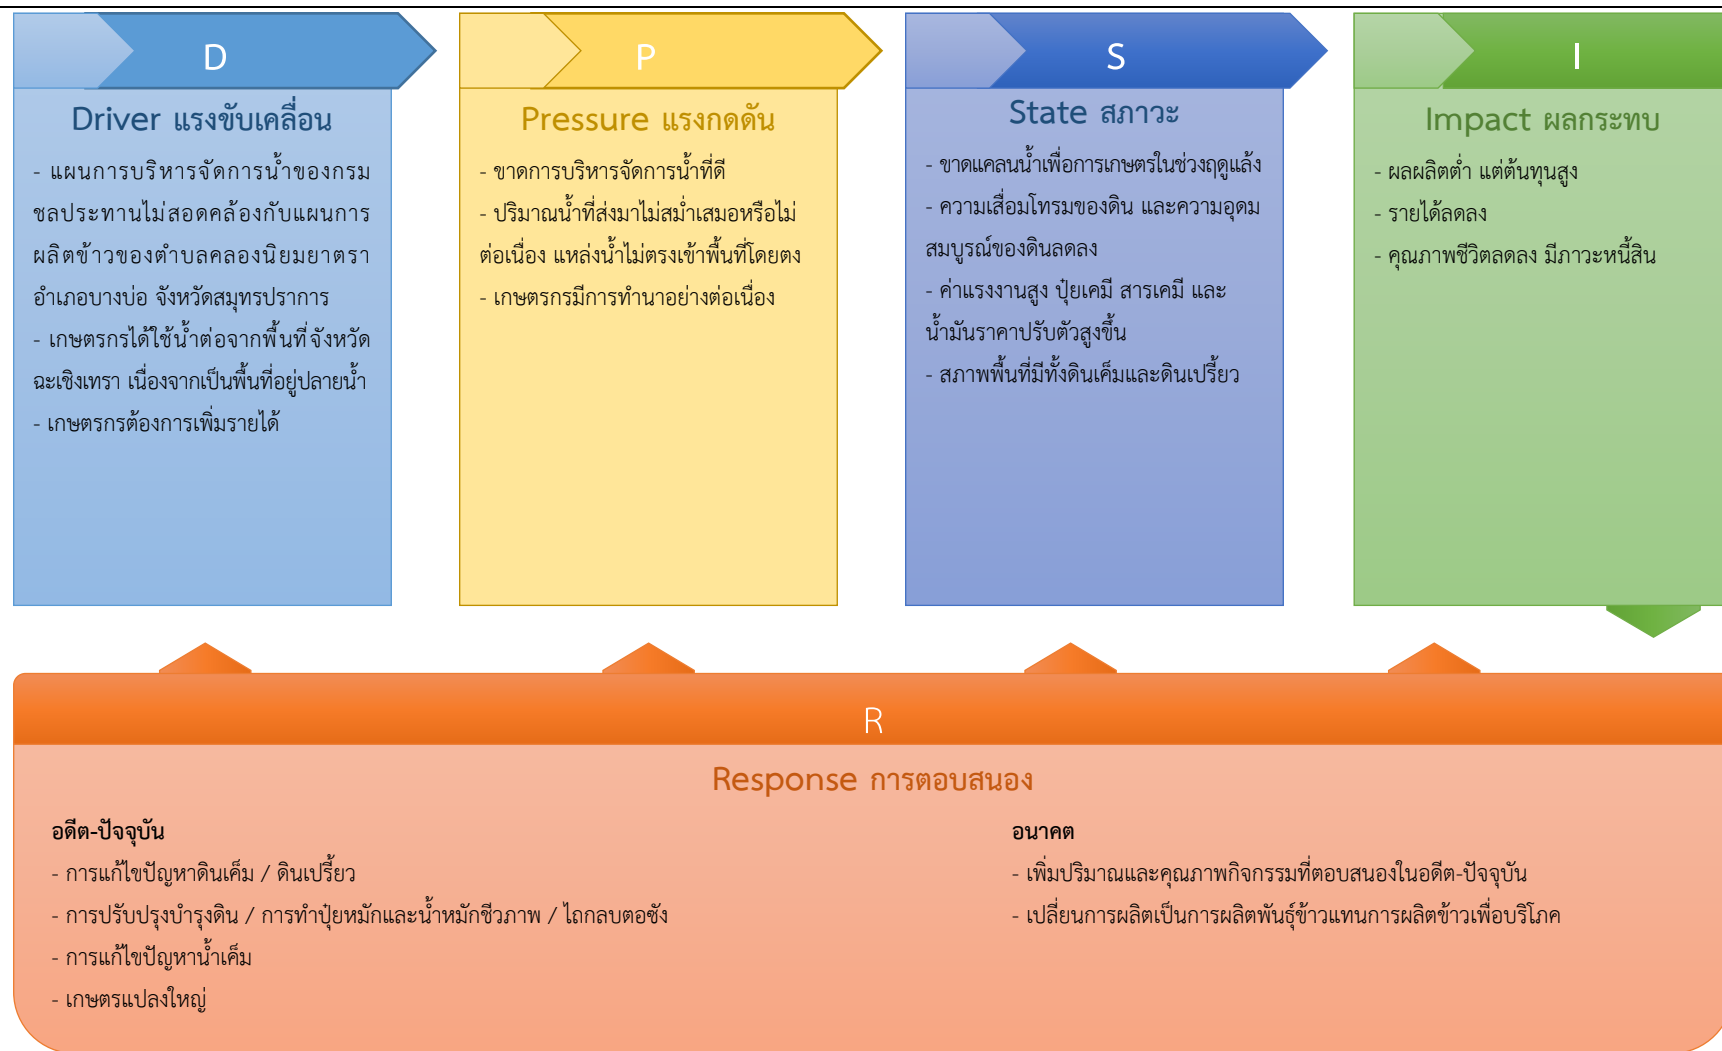 D
Driver แรงขับเคลื่อน
- แผนการบริหารจัดการน้ำของกรม
ชลประทานไม่สอดคล้องกับแผนการ
ผลิตข้าวของตำบลคลองนิยมยาตรา
อำเภอบางบ่อ จังหวัดสมุทรปราการ
- เกษตรกรได้ใช้น้ำต่อจากพื้นที่จังหวัด
ฉะเชิงเทรา เนื่องจากเป็นพื้นที่อยู่ปลายน้ำ
- เกษตรกรต้องการเพิ่มรายได้
P
Pressure แรงกดดัน
- ขาดการบริหารจัดการน้ำที่ดี
- ปริมาณน้ำที่ส่งมาไม่สม่ำเสมอหรือไม่
ต่อเนื่อง แหล่งน้ำไม่ตรงเข้าพื้นที่โดยตง
- เกษตรกรมีการทำนาอย่างต่อเนื่อง
S
State สภาวะ
- ขาดแคลนน้ำเพื่อการเกษตรในช่วงฤดูแล้ง
- ความเสื่อมโทรมของดิน และความอุดม
สมบูรณ์ของดินลดลง
- ค่าแรงงานสูง ปุ๋ยเคมี สารเคมี และ
น้ำมันราคาปรับตัวสูงขึ้น
- สภาพพื้นที่มีทั้งดินเค็มและดินเปรี้ยว
I
Impact ผลกระทบ
- ผลผลิตต่ำ แต่ต้นทุนสูง
- รายได้ลดลง
- คุณภาพชีวิตลดลง มีภาวะหนี้สิน
R
Response การตอบสนอง
อดีต-ปัจจุบัน
- การแก้ไขปัญหาดินเค็ม / ดินเปรี้ยว
- การปรับปรุงบำรุงดิน / การทำปุ๋ยหมักและน้ำหมักชีวภาพ / ไถกลบตอซัง
- การแก้ไขปัญหาน้ำเค็ม
- เกษตรแปลงใหญ่
อนาคต
- เพิ่มปริมาณและคุณภาพกิจกรรมที่ตอบสนองในอดีต-ปัจจุบัน
- เปลี่ยนการผลิตเป็นการผลิตพันธุ์ข้าวแทนการผลิตข้าวเพื่อบริโภค